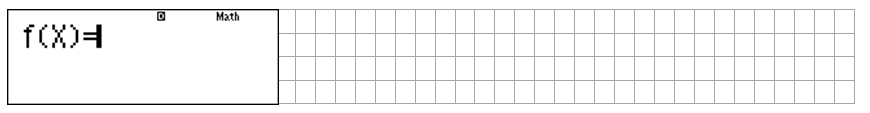 D Math
f(X)=